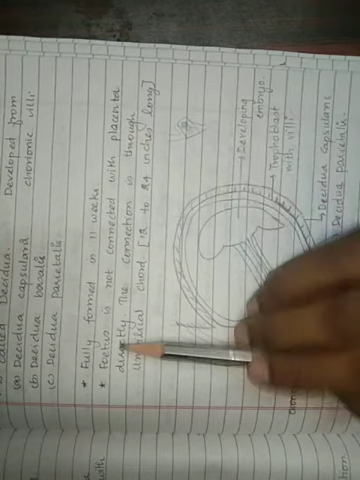 called Decidua.
(a) Decidua capsularis
(b) Decidua basalis
(c) Decidua parietalis
Developed from
chorionic villi
* Fully formed in 11 weeks
* Foetus is not connected with placenta
directly. The connection is through
Umbilical chord [12 to 24 inches long]
→ Developing
embryo.
→ Trophoblast
with villi
↳ Decidua capsularis
Decidua parietalis
with